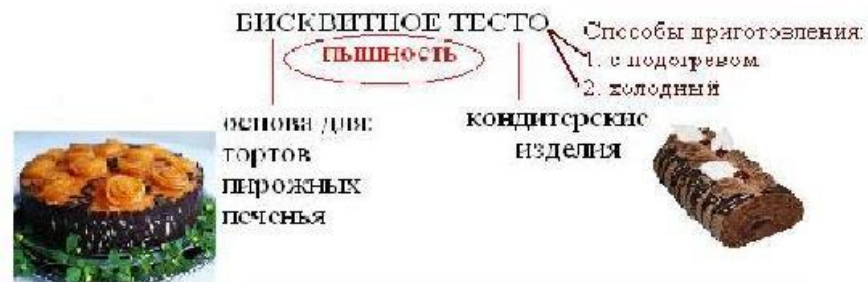 БИСКВИТНОЕ ТЕСТО
пышность
Способы приготовления:
1. с подогревом
2. холодный
основа для:
тортов
пирожных
печенья
кондитерские
изделия